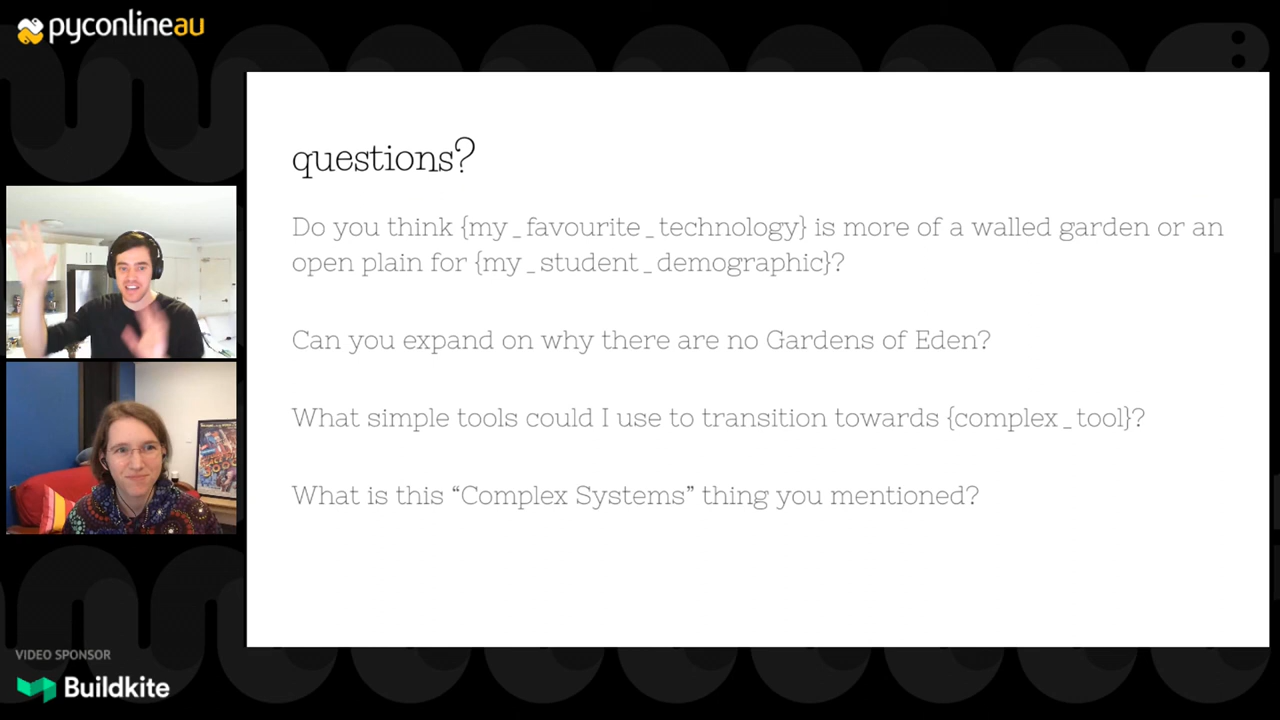 pyconlineau
questions?
Do you think {my_favourite_technology} is more of a walled garden or an
open plain for {my_student_demographic}?
Can you expand on why there are no Gardens of Eden?
What simple tools could I use to transition towards {complex_tool}?
What is this “Complex Systems” thing you mentioned?
VIDEO SPONSOR
Buildkite